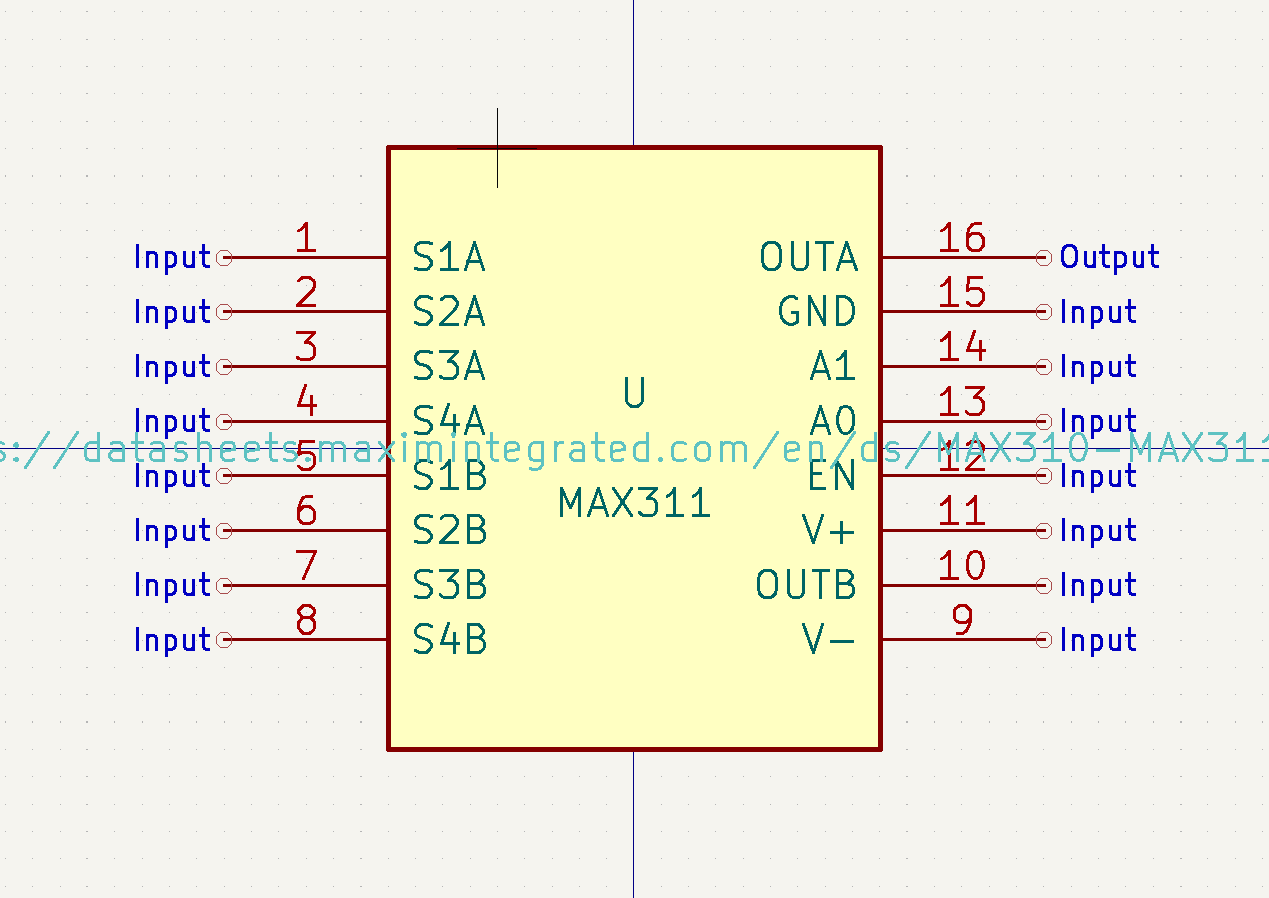 1 16
Input S1A OUTA Output
2 15
Input S2A GND Input
3 14
Input S3A A1 Input
4 13
Input S4A U A0 Input
s://datasheets.maximintegrated.com/en/ds/MAX310-MAX311
5 12
Input S1B EN Input
MAX311
6 11
Input S2B V+ Input
7 10
Input S3B OUTB Input
8 9
Input S4B V- Input